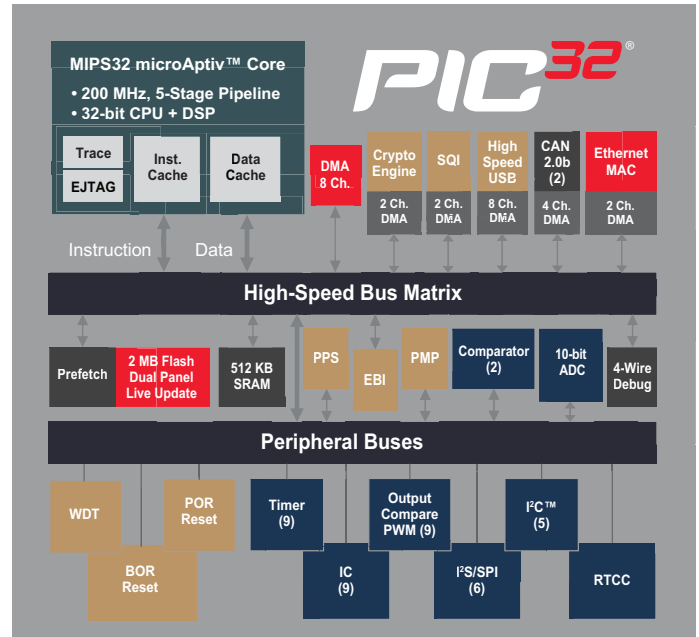 MIPS32 microAptiv™ Core
• 200 MHz, 5-Stage Pipeline
• 32-bit CPU + DSP
Trace
EJTAG
Inst.
Cache
Data
Cache
PIC32®
DMA
8 Ch.
Crypto
Engine
2 Ch.
DMA
SQI
2 Ch.
DMA
High
Speed
USB
8 Ch.
DMA
CAN
2.0b
(2)
4 Ch.
DMA
Ethernet
MAC
2 Ch.
DMA
Instruction
Data
High-Speed Bus Matrix
Prefetch
2 MB Flash
Dual Panel
Live Update
512 KB
SRAM
PPS
EBI
PMP
Comparator
(2)
10-bit
ADC
4-Wire
Debug
Peripheral Buses
WDT
BOR
Reset
POR
Reset
Timer
(9)
IC
(9)
Output
Compare
PWM (9)
I²S/SPI
(6)
I²C™
(5)
RTCC